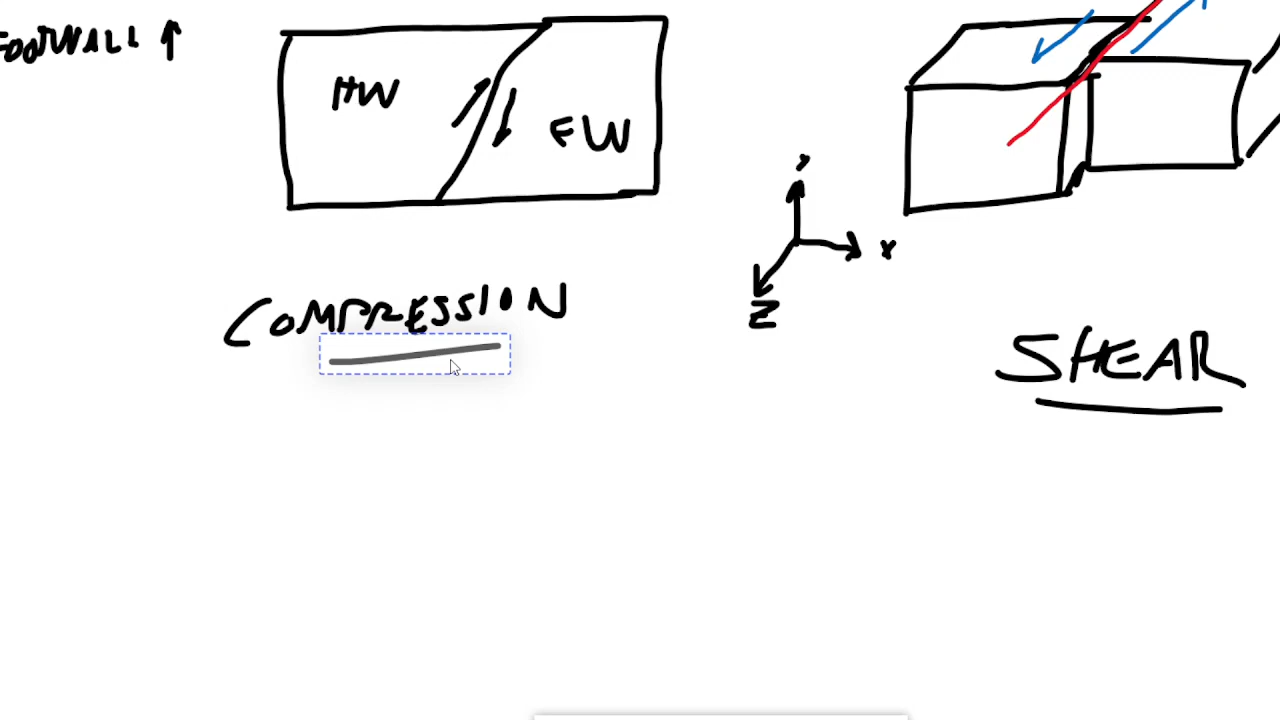 FOOTWALL ↑
HW
FW
Y
X
Z
COMPRESSION
SHEAR